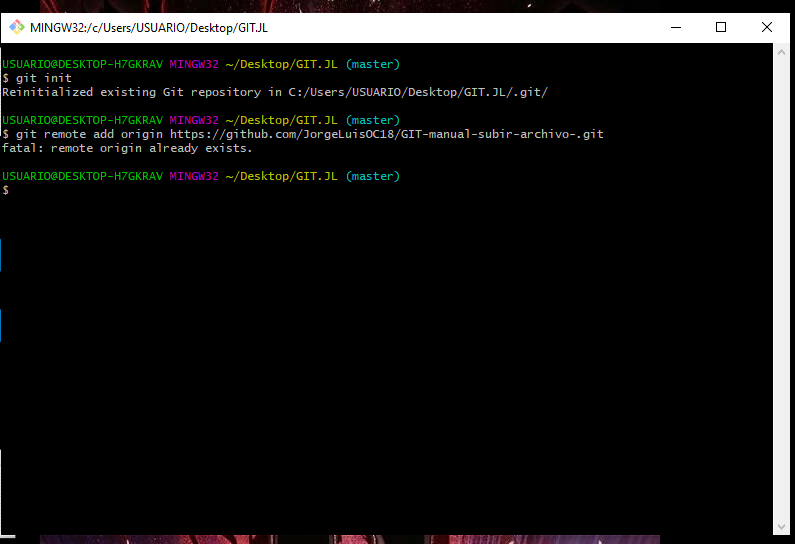 MINGW32:/c/Users/USUARIO/Desktop/GIT.JL
USUARIO@DESKTOP-H7GKRAV MINGW32 ~/Desktop/GIT.JL (master)
$ git init
Reinitialized existing Git repository in C:/Users/USUARIO/Desktop/GIT.JL/.git/
USUARIO@DESKTOP-H7GKRAV MINGW32 ~/Desktop/GIT.JL (master)
$ git remote add origin https://github.com/JorgeLuisOC18/GIT-manual-subir-archivo-.git
fatal: remote origin already exists.
USUARIO@DESKTOP-H7GKRAV MINGW32 ~/Desktop/GIT.JL (master)
$